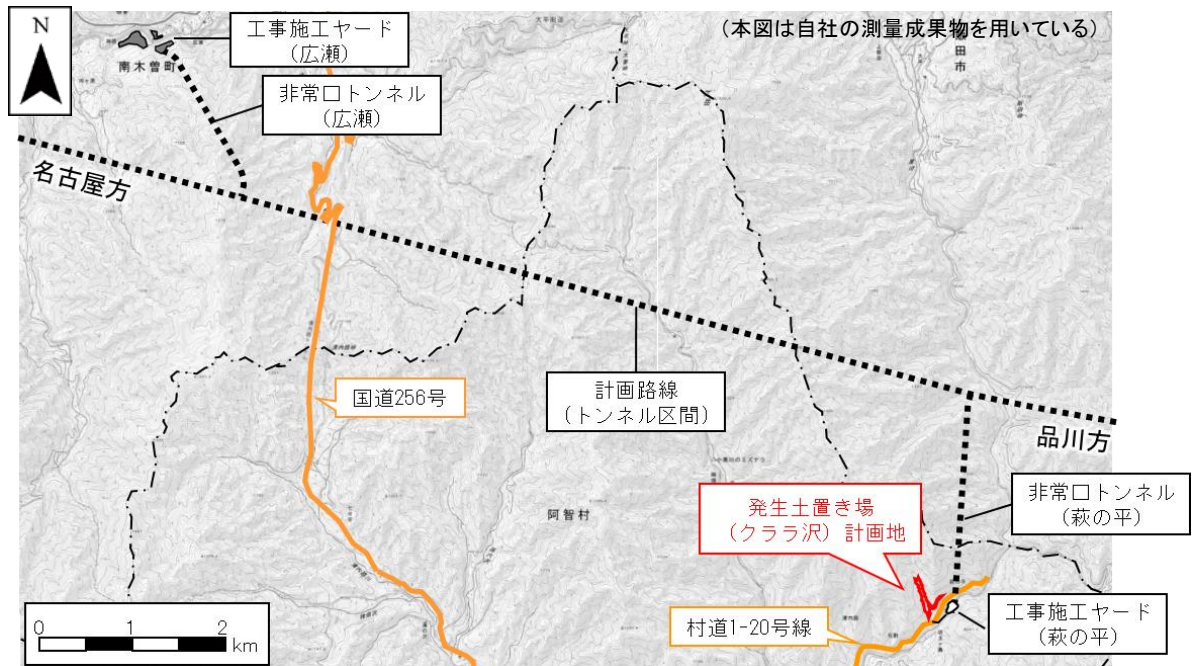 (本図は自社の測量成果物を用いている)
N
工事施工ヤード
(広瀬)
南木曽町
非常口トンネル
(広瀬)
名古屋方
国道256号
計画路線
(トンネル区間)
品川方
非常口トンネル
(萩の平)
発生土置き場
(クララ沢)計画地
阿智村
村道1-20号線
工事施工ヤード
(萩の平)
0 1 2
km